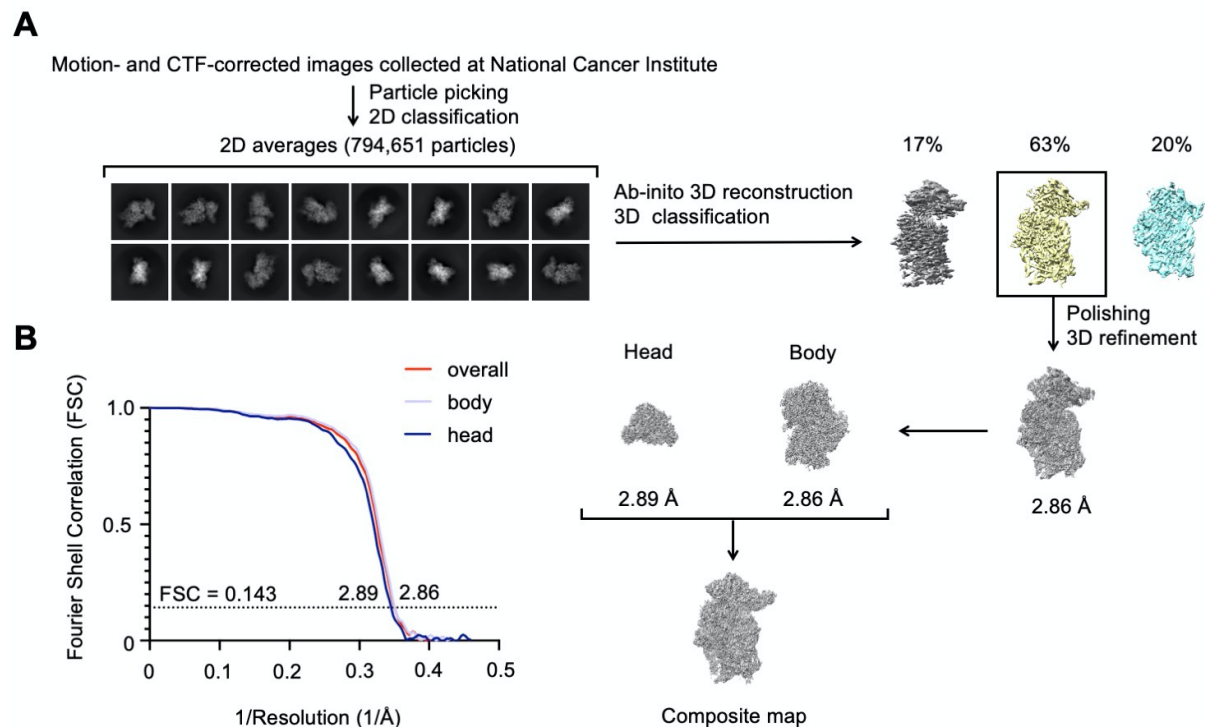 A
Motion- and CTF-corrected images collected at National Cancer Institute
Particle picking
2D classification
2D averages (794,651 particles)
Ab-inito 3D reconstruction
3D classification
17%
63%
20%
Polishing
3D refinement
Head
Body
2.89 Å
2.86 Å
2.86 Å
Composite map
B
overall
body
head
Fourier Shell Correlation (FSC)
1.0
0.5
0
FSC = 0.143
2.89
2.86
0
0.1
0.2
0.3
0.4
0.5
1/Resolution (1/Å)